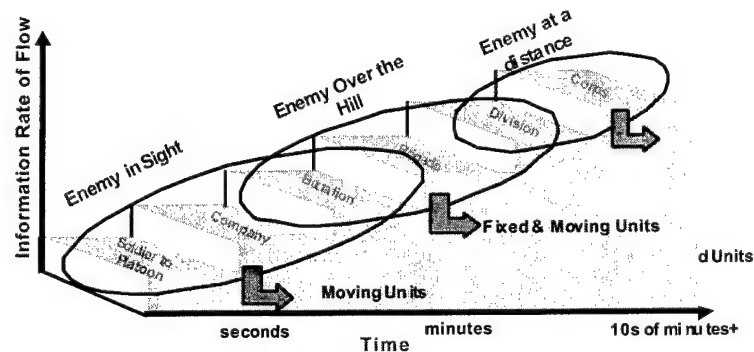 Enemy at a
distance
Enemy Over the
Hill
Enemy in Sight
Corps
Division
Battalion
Company
Soldier to
Platoon
Information Rate of Flow
Fixed & Moving Units
d Units
Moving Units
seconds
minutes
10s of minutes+
Time